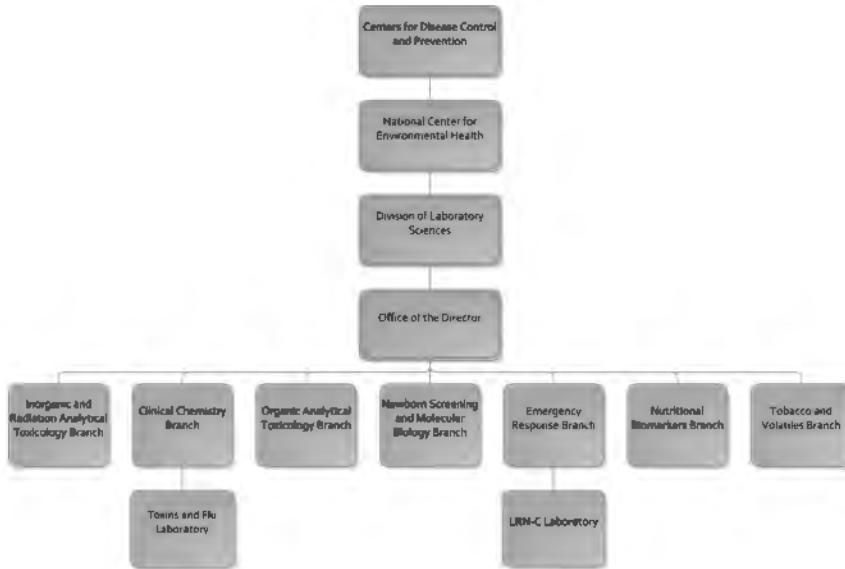 Centers for Disease Control
and Prevention
National Center for
Environmental Health
Division of Laboratory
Sciences
Office of the Director
Inorganic and
Radiation Analytical
Toxicology Branch
Clinical Chemistry
Branch
Organic Analytical
Toxicology Branch
Newborn Screening
and Molecular
Biology Branch
Emergency
Response Branch
Nutritional
Biomarkers Branch
Tobacco and
Volatiles Branch
Toxins and Flu
Laboratory
LRN-C Laboratory